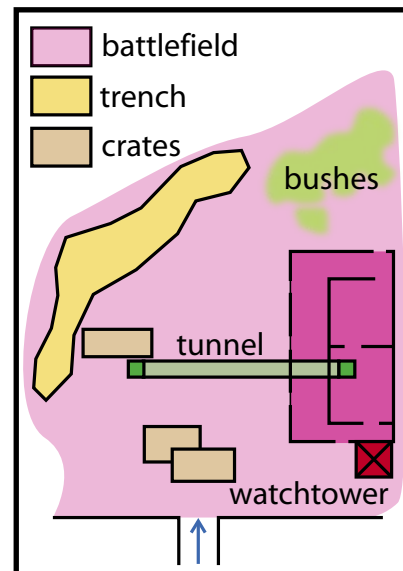 battlefield
trench
crates
bushes
tunnel
watchtower